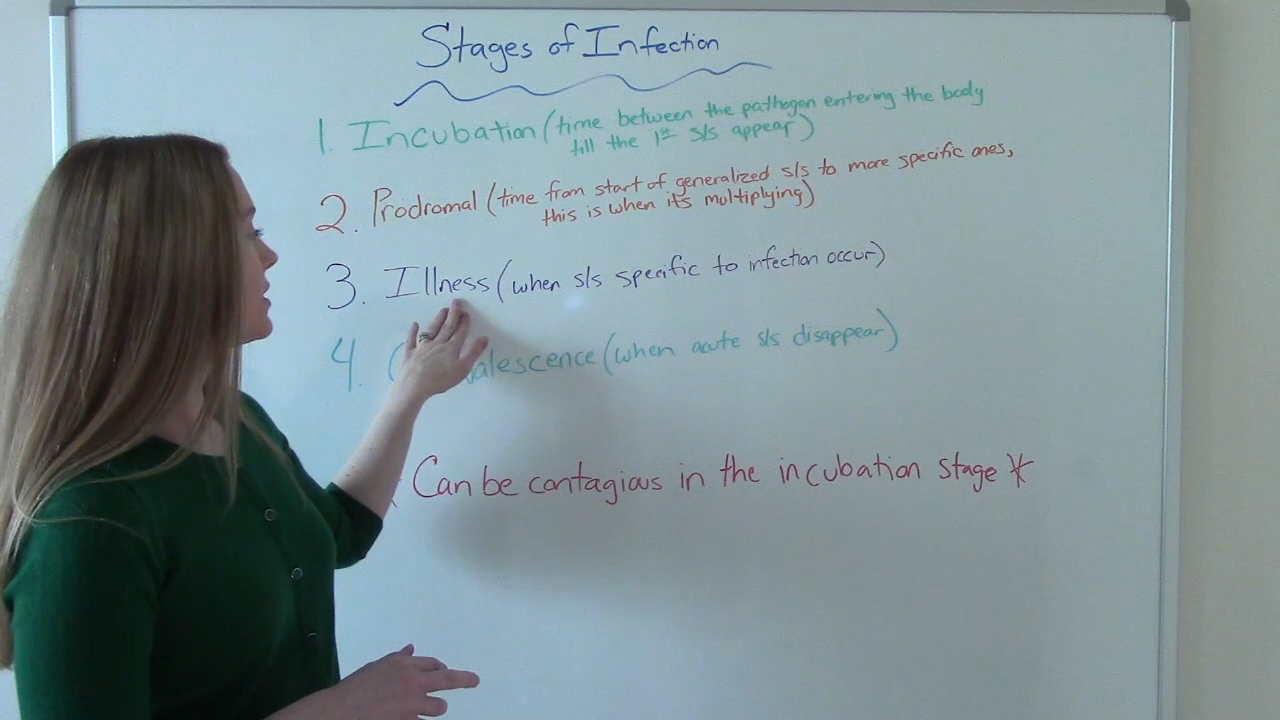 Stages of Infection
1. Incubation (time between the pathogen entering the body
till the 1st s/s appear)
2. Prodromal (time from start of generalized s/s to more specific ones,
this is when it's multiplying)
3. Illness (when s/s specific to infection occur)
4. C valescence (when acute s/s disappear)
Can be contagious in the incubation stage *